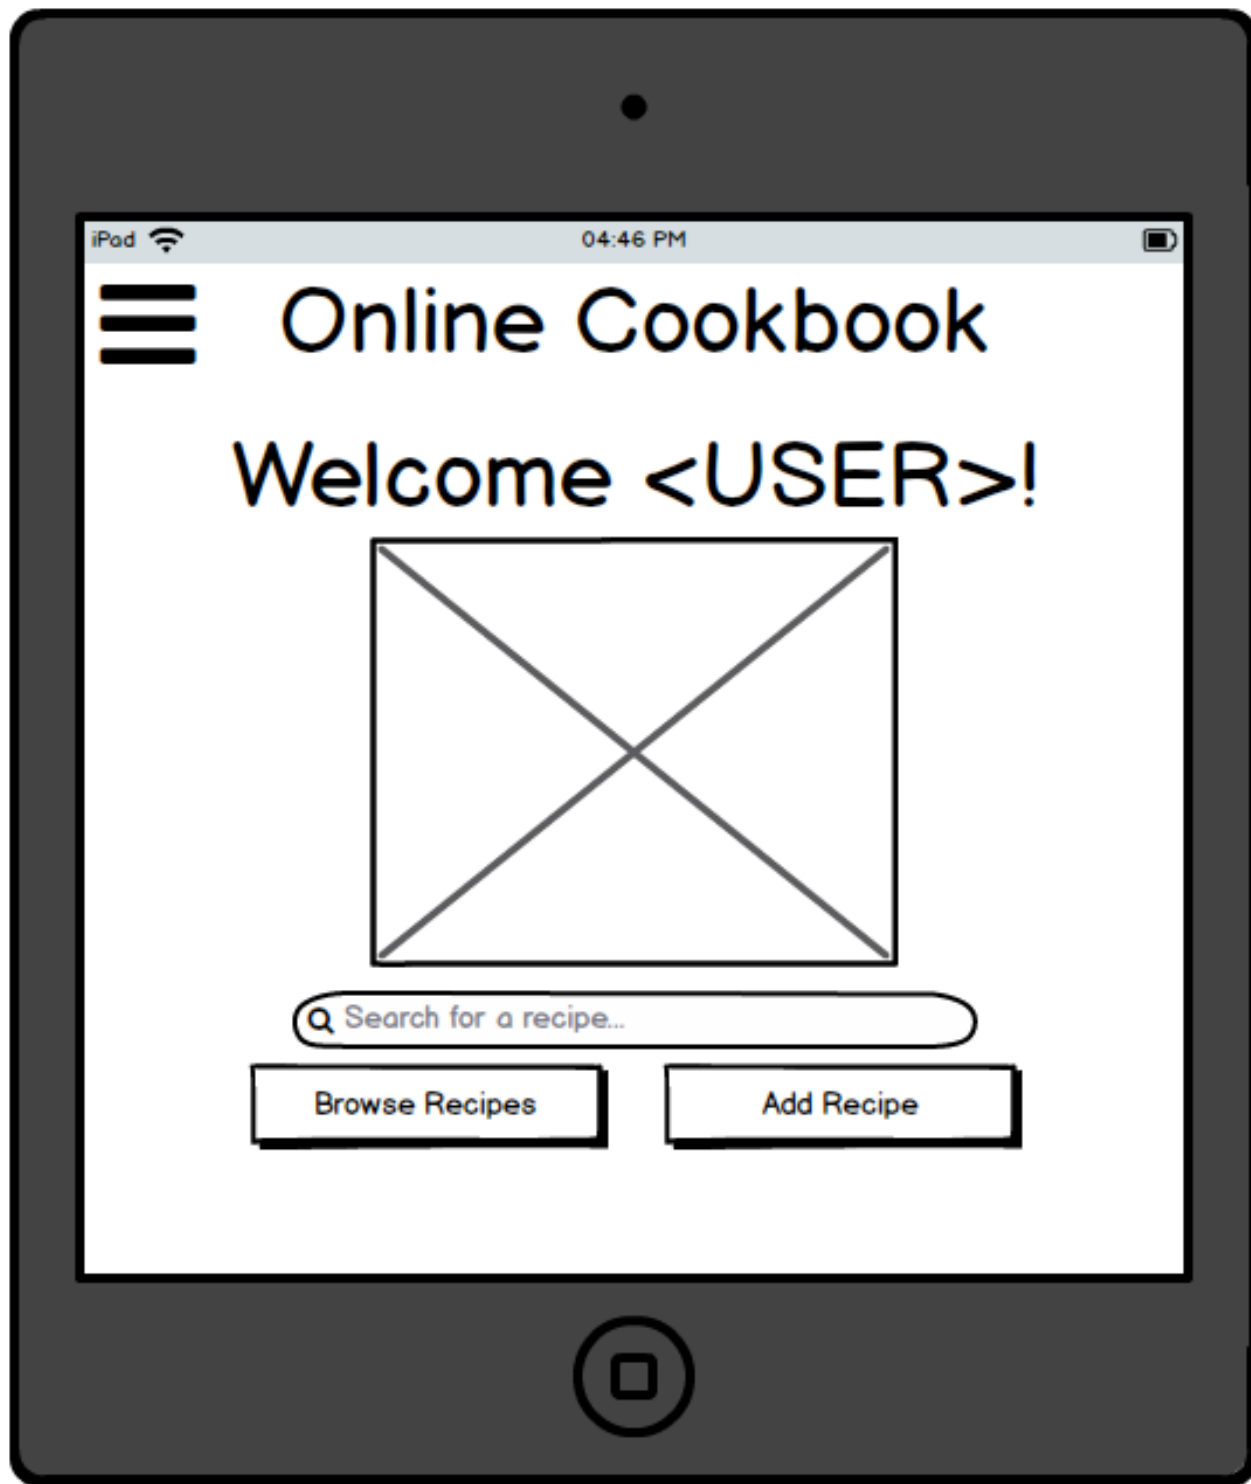 iPad 04:46 PM
Online Cookbook
Welcome <USER>!
Search for a recipe...
Browse Recipes Add Recipe